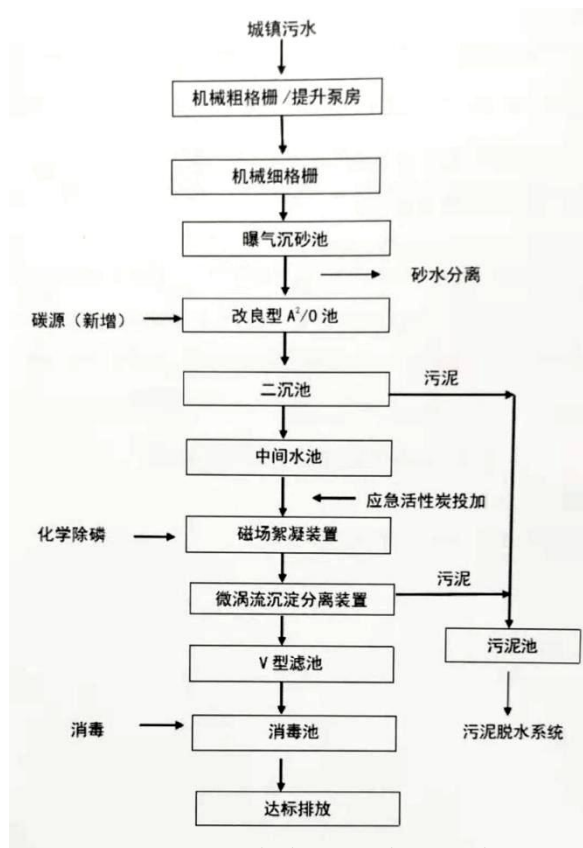 城镇污水
机械粗格栅/提升泵房
机械细格栅
曝气沉砂池
砂水分离
碳源（新增）
改良型A²/O池
二沉池
污泥
中间水池
应急活性炭投加
化学除磷
磁场絮凝装置
微涡流沉淀分离装置
污泥
V型滤池
污泥池
消毒
消毒池
污泥脱水系统
达标排放